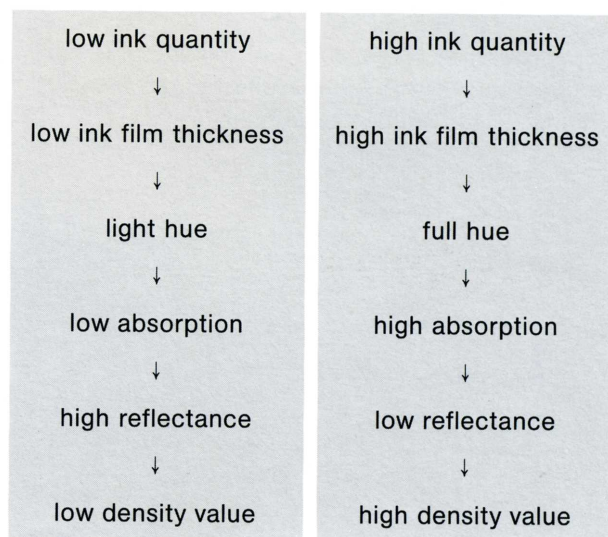 low ink quantity
↓
low ink film thickness
↓
light hue
↓
low absorption
↓
high reflectance
↓
low density value
high ink quantity
↓
high ink film thickness
↓
full hue
↓
high absorption
↓
low reflectance
↓
high density value